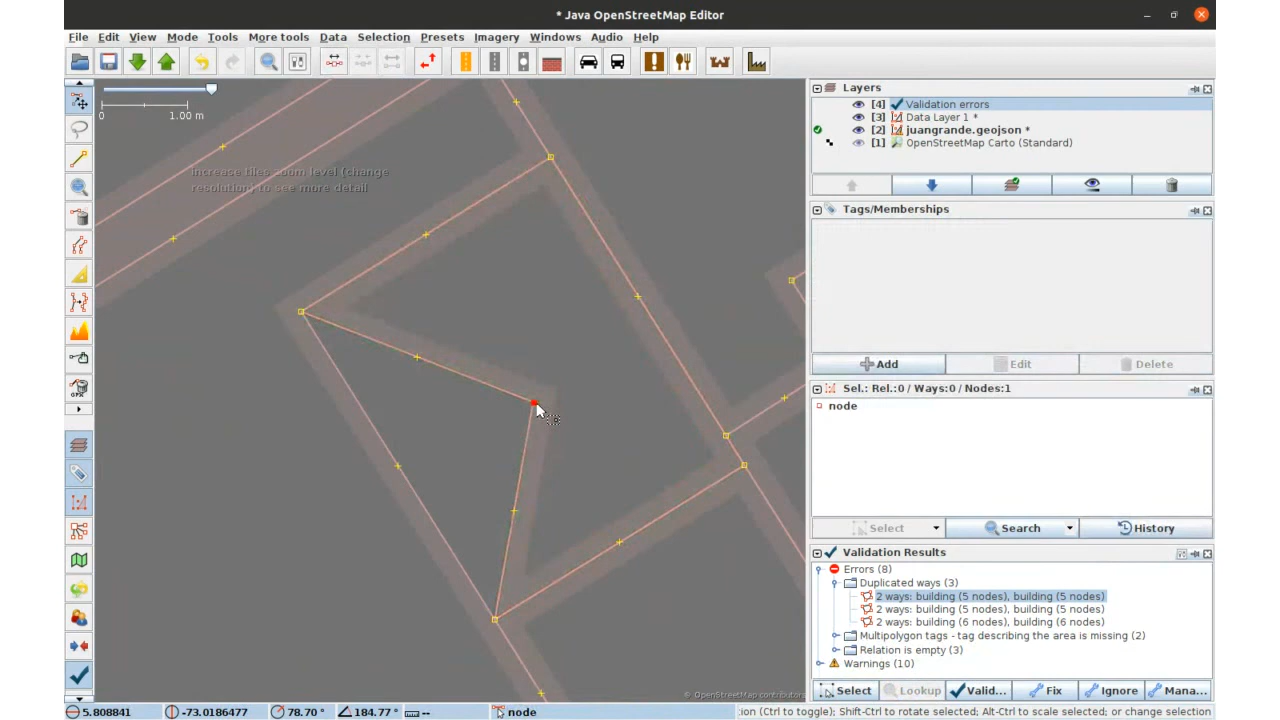 * Java OpenStreetMap Editor
File Edit View Mode Tools More tools Data Selection Presets Imagery Windows Audio Help
0 1.00 m
Increase tiles zoom level (change
resolution) to see more detail
© OpenStreetMap contributors
Layers
[4] Validation errors
[3] Data Layer 1 *
[2] juangrande.geojson *
[1] OpenStreetMap Carto (Standard)
Tags/Memberships
Add Edit Delete
Sel.: Rel.:0 / Ways:0 / Nodes:1
node
Select Search History
Validation Results
Errors (8)
Duplicated ways (3)
2 ways: building (5 nodes), building (5 nodes)
2 ways: building (5 nodes), building (5 nodes)
2 ways: building (6 nodes), building (6 nodes)
Multipolygon tags - tag describing the area is missing (2)
Relation is empty (3)
Warnings (10)
Select Lookup Valid... Fix Ignore Mana...
5.808841 -73.0186477 78.70 ° 184.77° -- node :ion (Ctrl to toggle); Shift-Ctrl to rotate selected; Alt-Ctrl to scale selected; or change selection